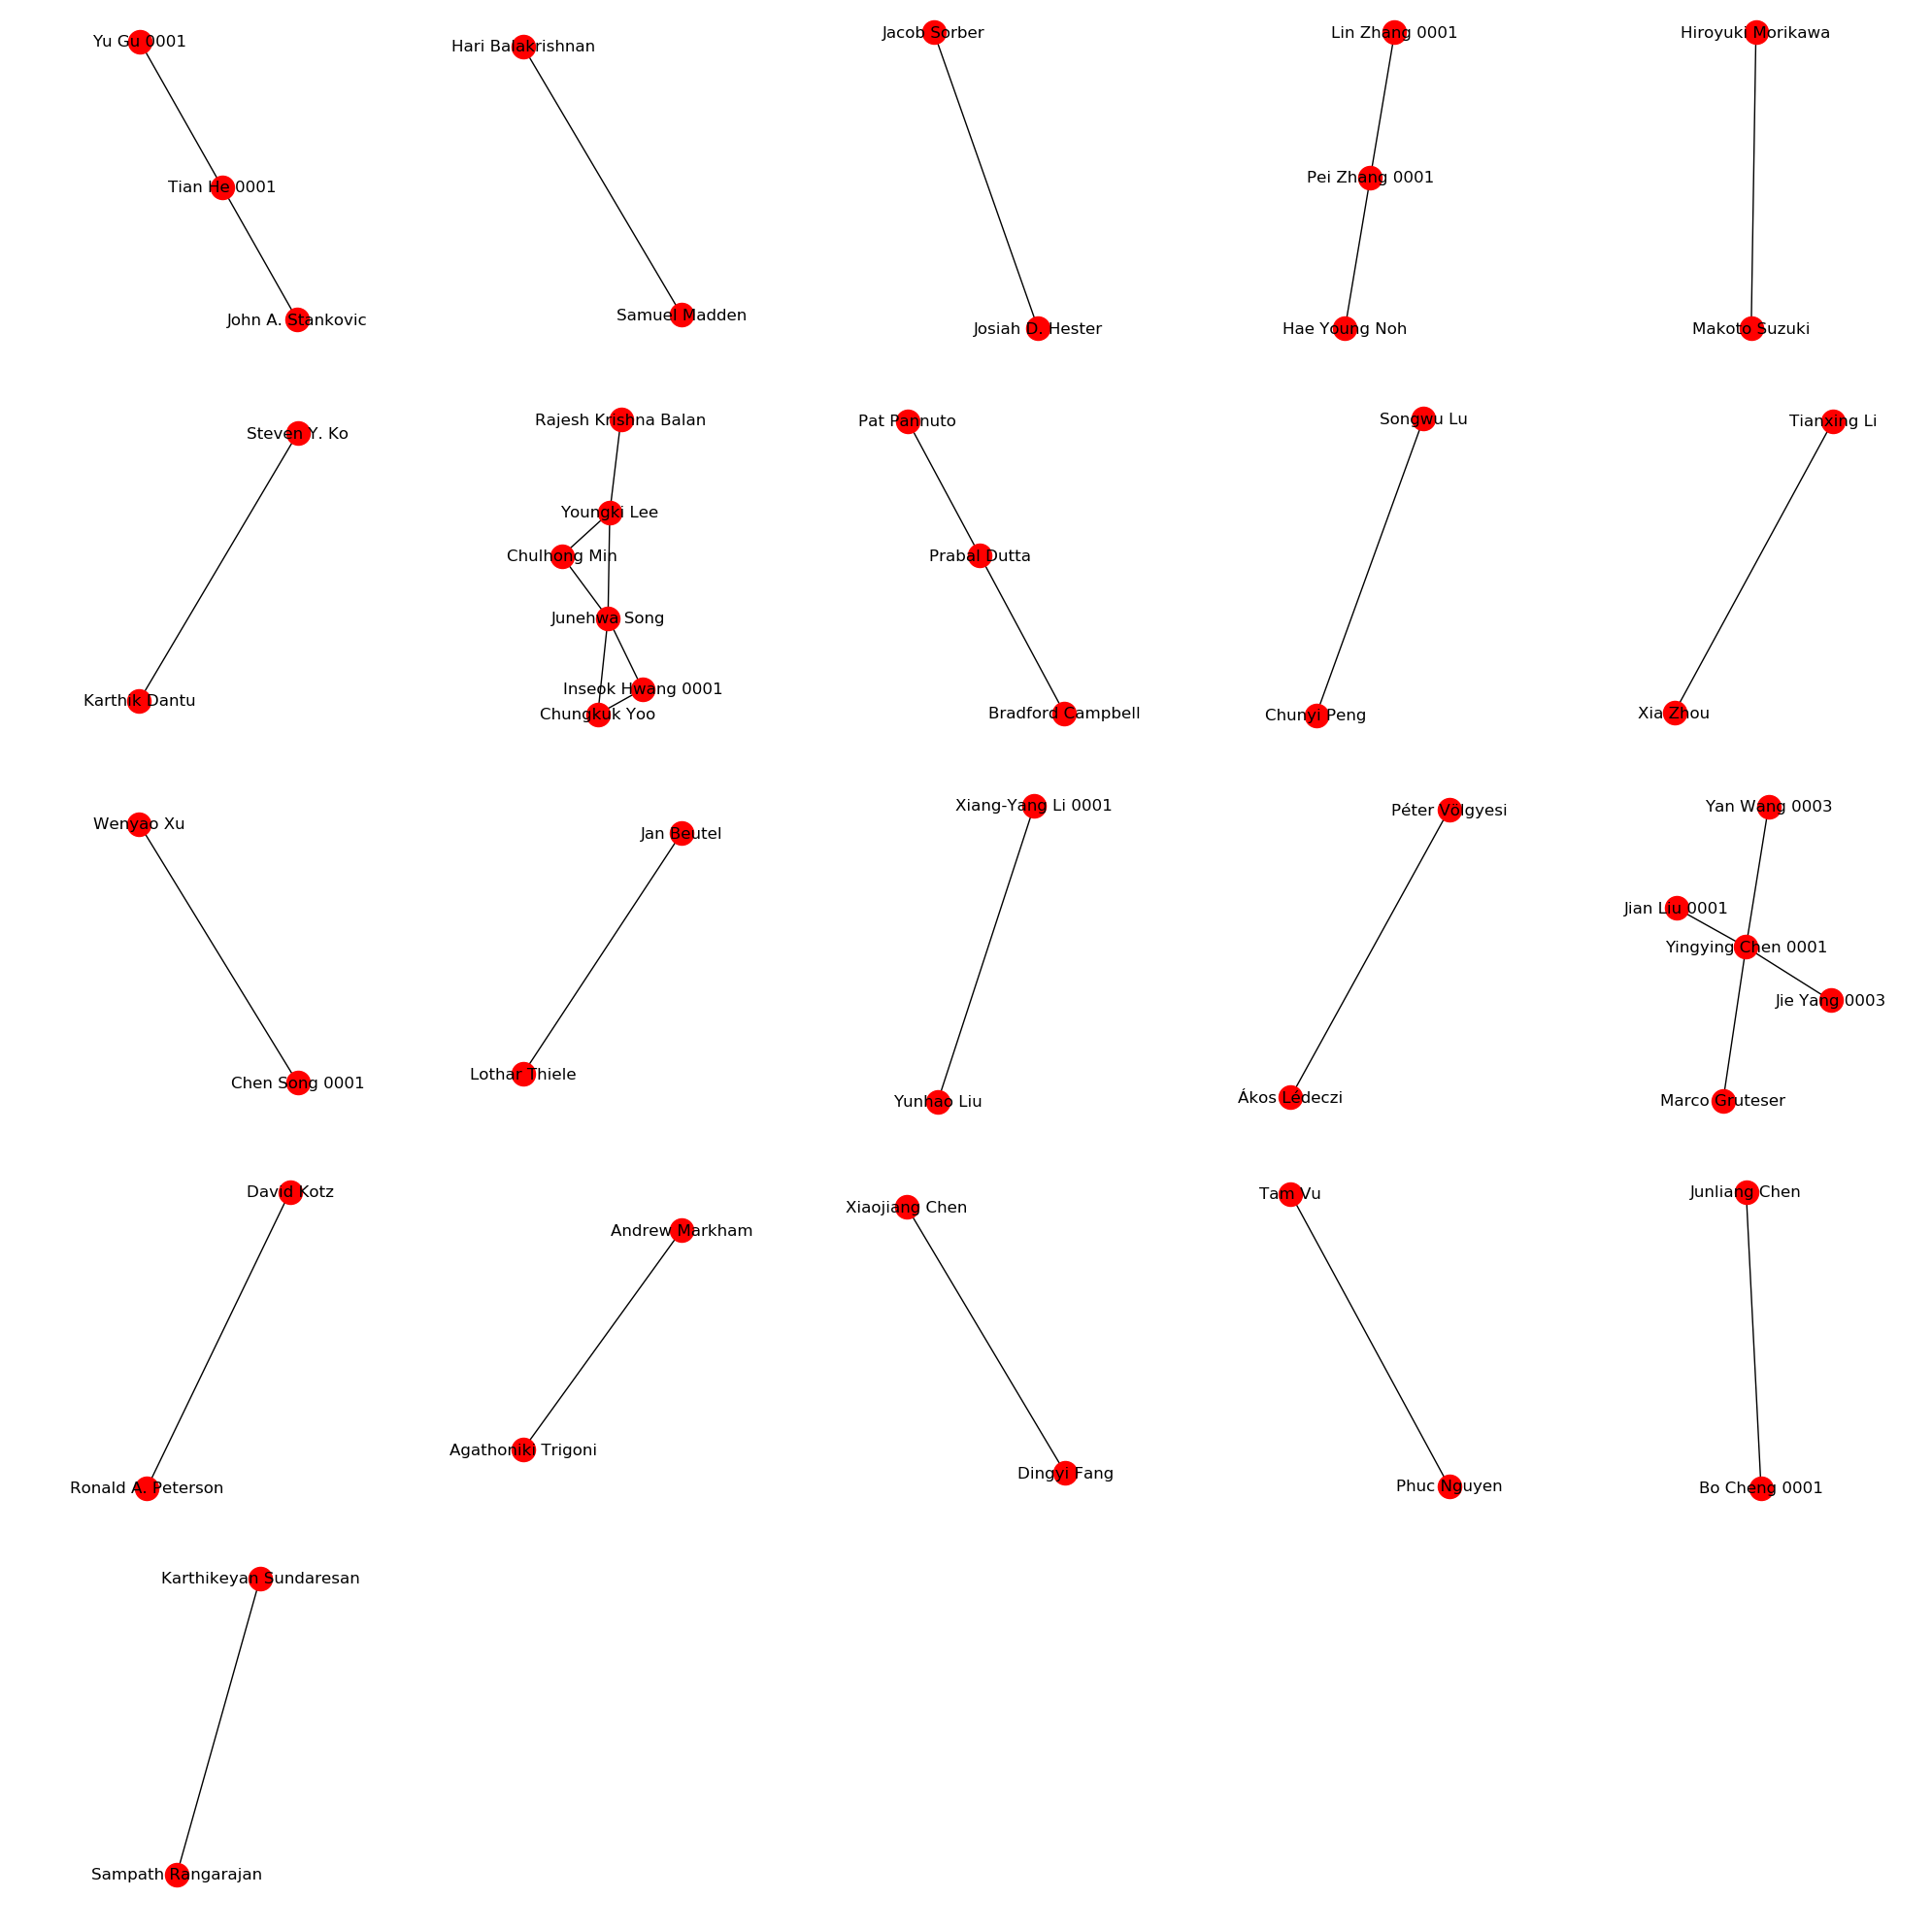 Yu Gu 0001
Tian He 0001
John A. Stankovic
Hari Balakrishnan
Samuel Madden
Jacob Sorber
Josiah D. Hester
Lin Zhang 0001
Pei Zhang 0001
Hae Young Noh
Hiroyuki Morikawa
Makoto Suzuki
Steven Y. Ko
Karthik Dantu
Rajesh Krishna Balan
Youngki Lee
Chulhong Min
Junehwa Song
Inseok Hwang 0001
Chungkuk Yoo
Pat Pannuto
Prabal Dutta
Bradford Campbell
Songwu Lu
Chunyi Peng
Tianxing Li
Xia Zhou
Wenyao Xu
Chen Song 0001
Jan Beutel
Lothar Thiele
Xiang-Yang Li 0001
Yunhao Liu
Péter Völgyesi
Ákos Lédeczi
Yan Wang 0003
Jian Liu 0001
Yingying Chen 0001
Jie Yang 0003
Marco Gruteser
David Kotz
Ronald A. Peterson
Andrew Markham
Agathoniki Trigoni
Xiaojiang Chen
Dingyi Fang
Tam Vu
Phuc Nguyen
Junliang Chen
Bo Cheng 0001
Karthikeyan Sundaresan
Sampath Rangarajan